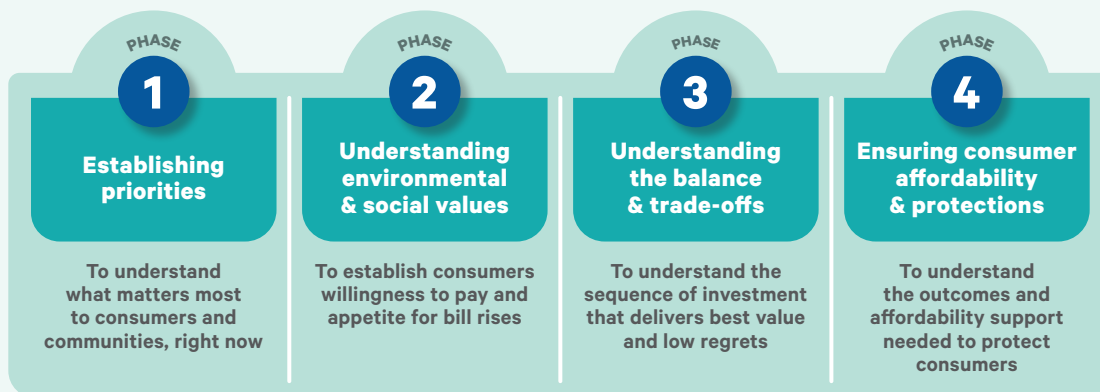 PHASE
1
Establishing
priorities
To understand
what matters most
to consumers and
communities, right now
PHASE
2
Understanding
environmental
& social values
To establish consumers
willingness to pay and
appetite for bill rises
PHASE
3
Understanding
the balance
& trade-offs
To understand the
sequence of investment
that delivers best value
and low regrets
PHASE
4
Ensuring consumer
affordability
& protections
To understand
the outcomes and
affordability support
needed to protect
consumers